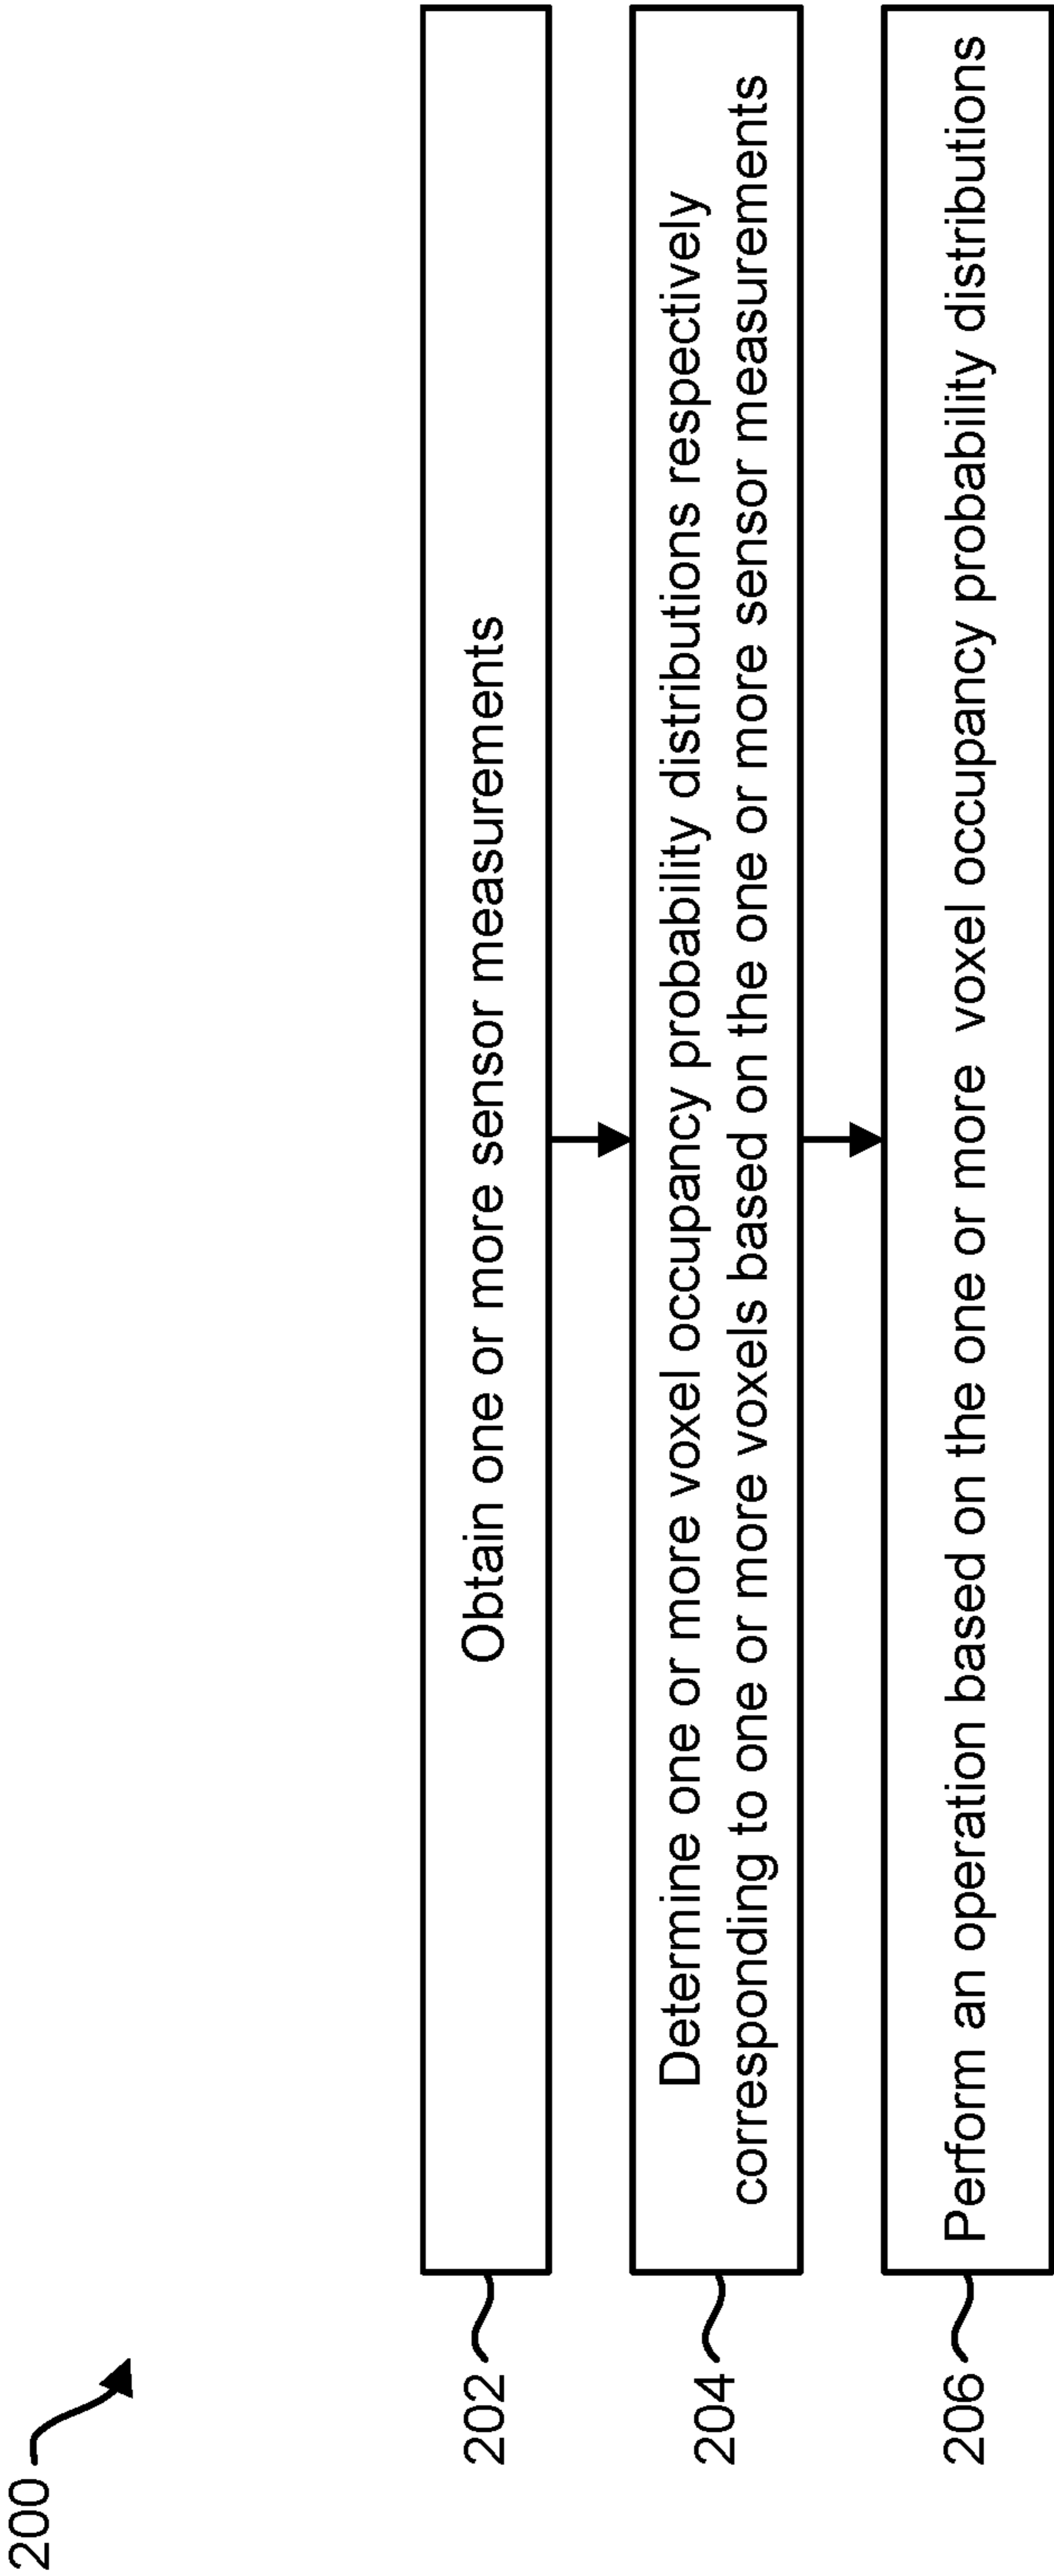 200
202
Obtain one or more sensor measurements
204
Determine one or more voxel occupancy probability distributions respectively
corresponding to one or more voxels based on the one or more sensor measurements
206
Perform an operation based on the one or more voxel occupancy probability distributions